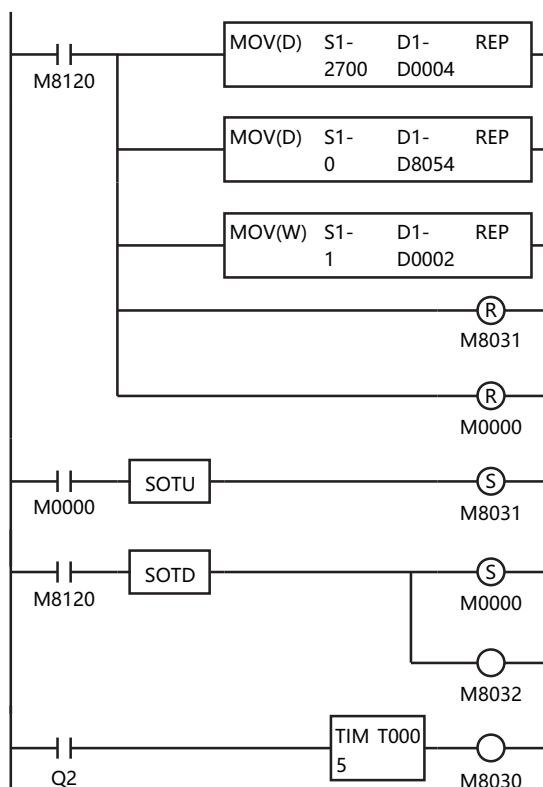 MOV(D) S1- D1- REP
2700 D0004
M8120
MOV(D) S1- D1- REP
0 D8054
MOV(W) S1- D1- REP
1 D0002
R
M8031
R
M0000
SOTU S
M0000 M8031
SOTD S
M8120 M0000
M8032
TIM T000
5
Q2 M8030